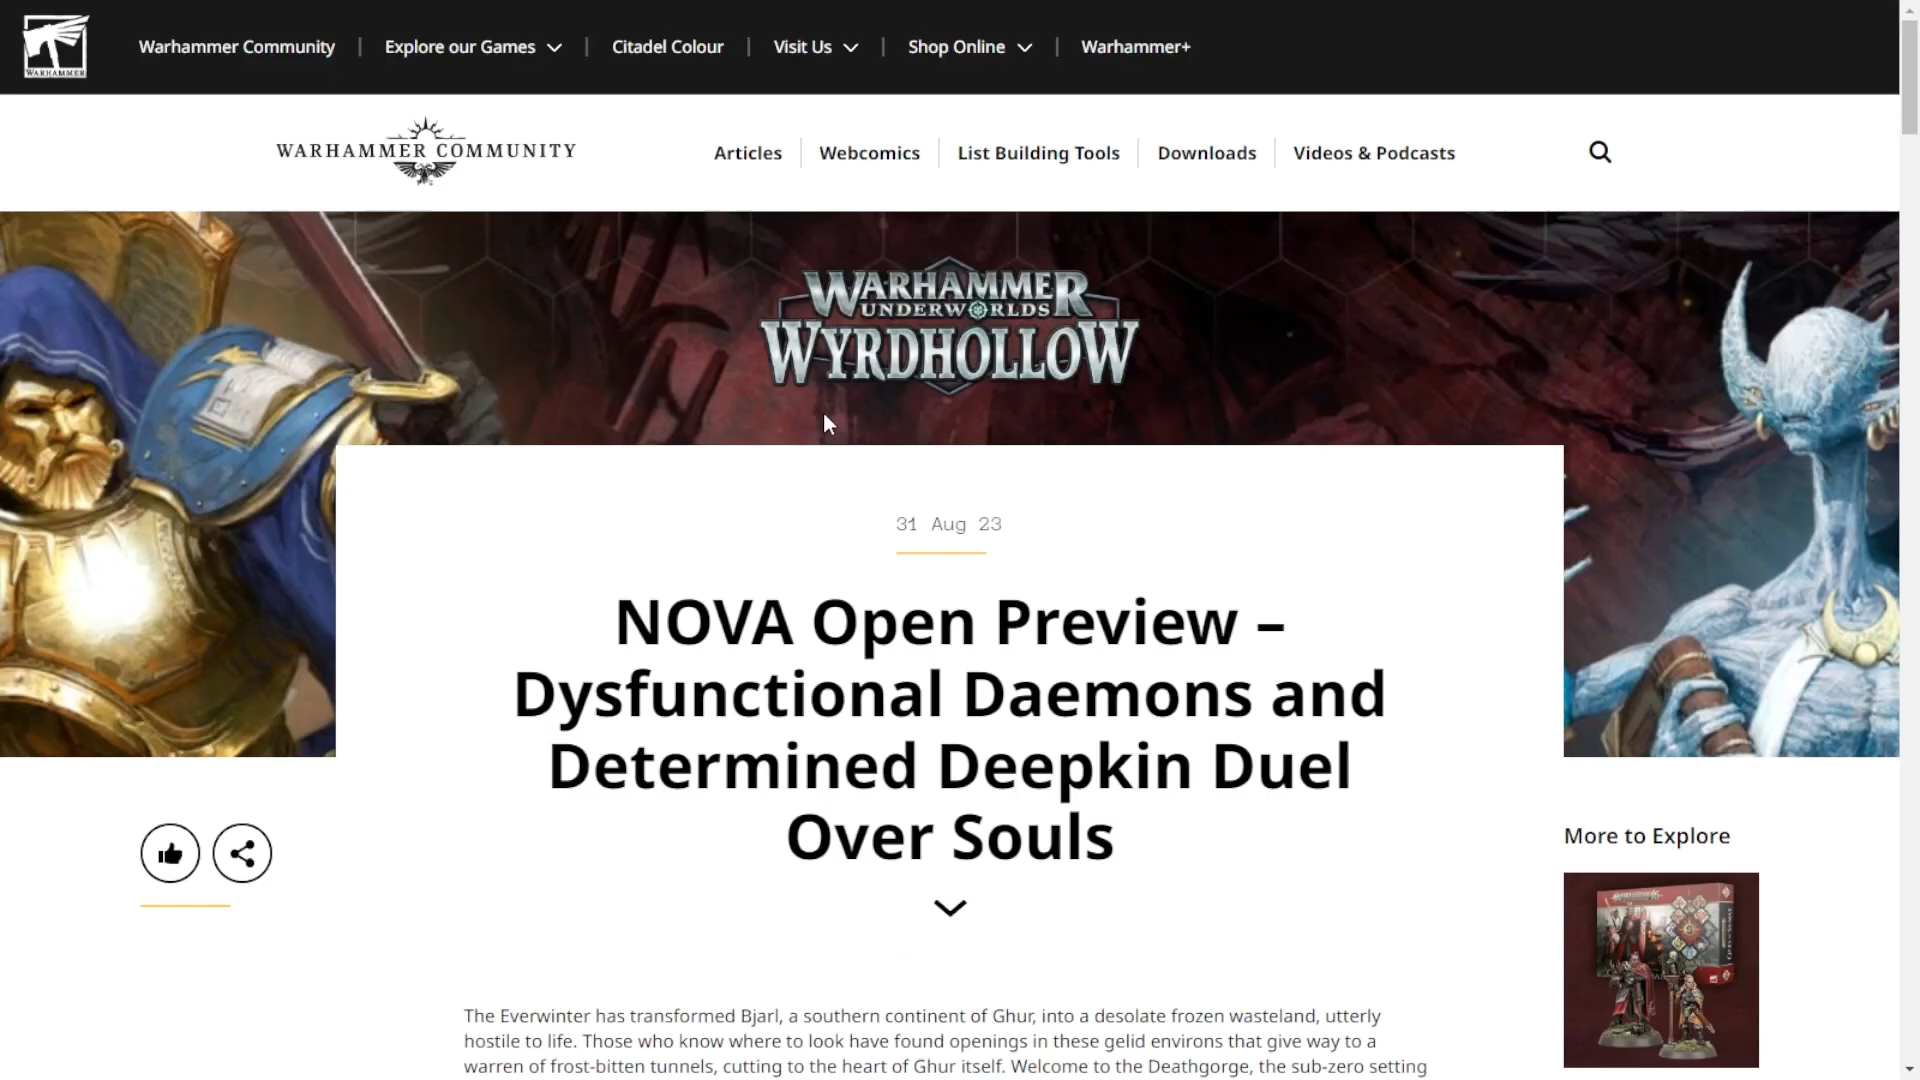 WARHAMMER
Warhammer Community
Explore our Games
Citadel Colour
Visit Us
Shop Online
Warhammer+
WARHAMMER COMMUNITY
Articles
Webcomics
List Building Tools
Downloads
Videos & Podcasts
WARHAMMER
UNDERWORLDS
WYRDHOLLOW
31 Aug 23
NOVA Open Preview –
Dysfunctional Daemons and
Determined Deepkin Duel
Over Souls
More to Explore
The Everwinter has transformed Bjarl, a southern continent of Ghur, into a desolate frozen wasteland, utterly
hostile to life. Those who know where to look have found openings in these gelid environs that give way to a
warren of frost-bitten tunnels, cutting to the heart of Ghur itself. Welcome to the Deathgorge, the sub-zero setting